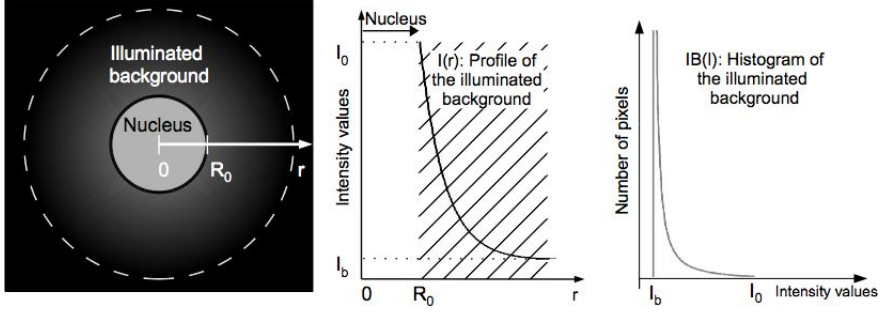 Illuminated
background
Nucleus
0
R0
r
Nucleus
I0
I(r): Profile of
the illuminated
background
Intensity values
Ib
0
R0
r
IB(I): Histogram of
the illuminated
background
Number of pixels
Ib
I0
Intensity values